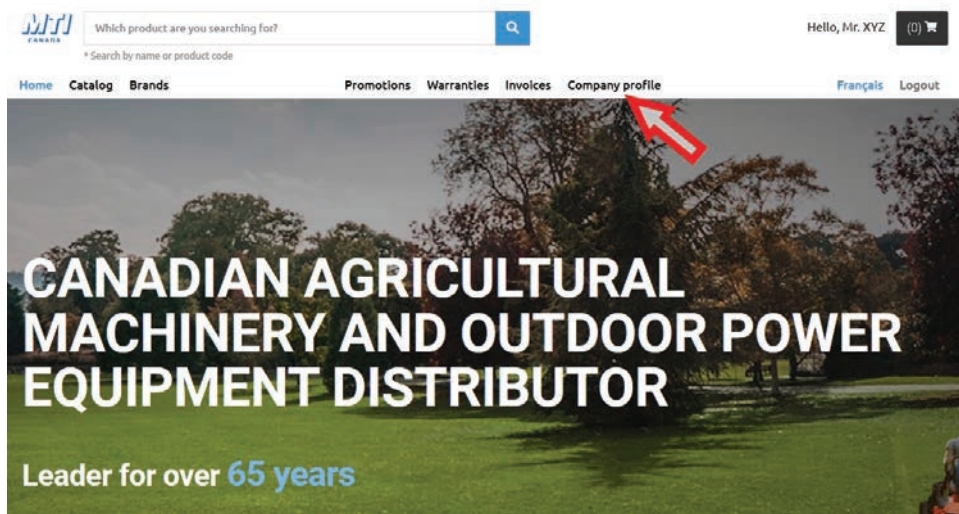 MTI
CANADA
Which product are you searching for?
Hello, Mr. XYZ
(0)
* Search by name or product code
Home Catalog Brands Promotions Warranties Invoices Company profile Français Logout
CANADIAN AGRICULTURAL
MACHINERY AND OUTDOOR POWER
EQUIPMENT DISTRIBUTOR
Leader for over 65 years